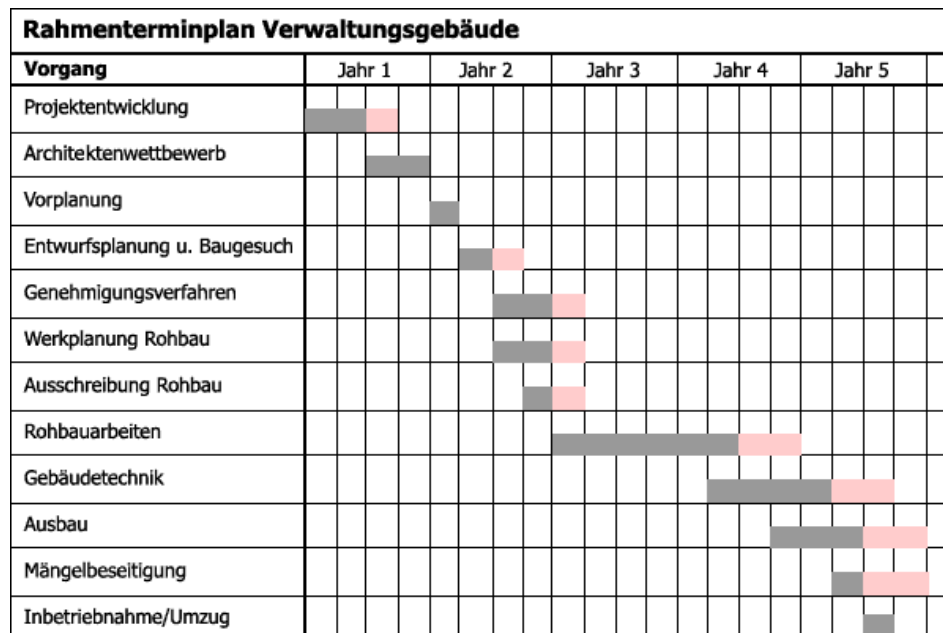 Rahmenterminplan Verwaltungsgebäude
Vorgang Jahr 1 Jahr 2 Jahr 3 Jahr 4 Jahr 5
Projektentwicklung
Architektenwettbewerb
Vorplanung
Entwurfsplanung u. Baugesuch
Genehmigungsverfahren
Werkplanung Rohbau
Ausschreibung Rohbau
Rohbauarbeiten
Gebäudetechnik
Ausbau
Mängelbeseitigung
Inbetriebnahme/Umzug